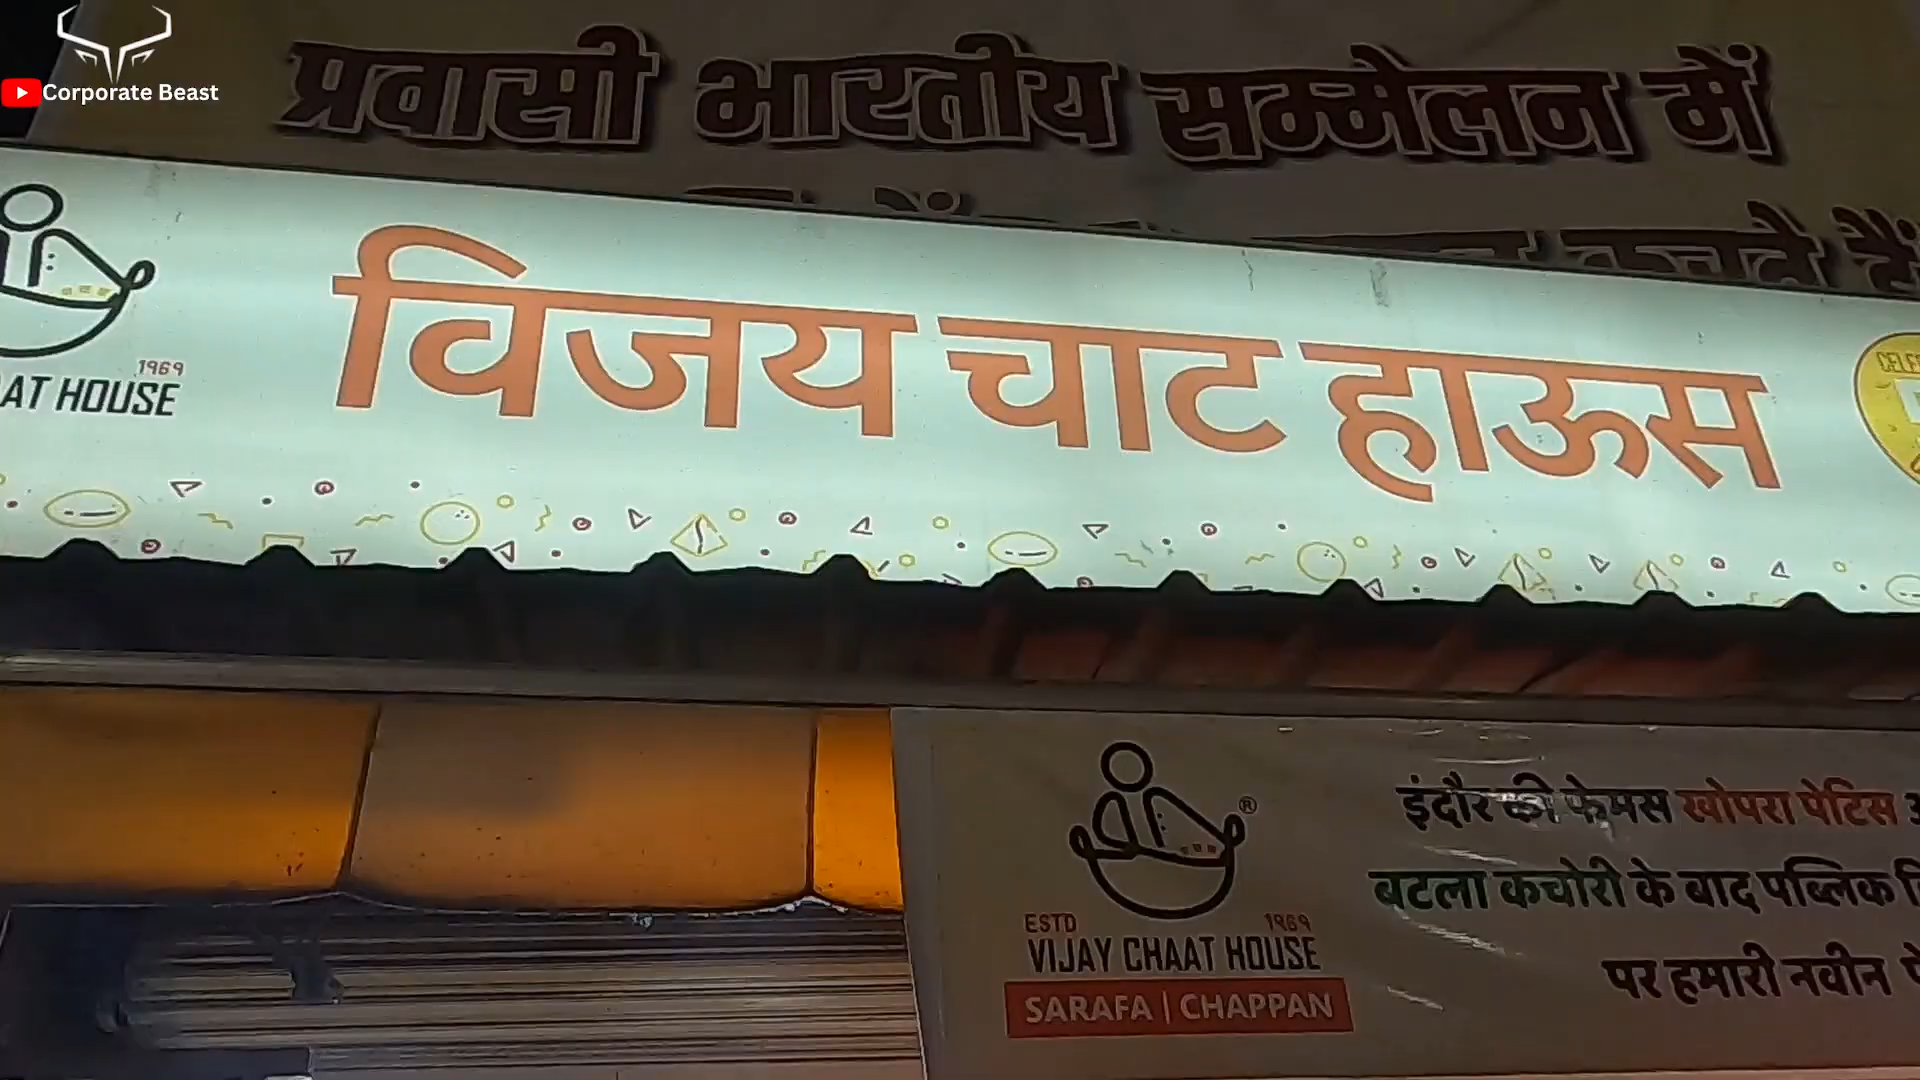 Corporate Beast
प्रवासी भारतीय सम्मेलन में
विजय चाट हाउस
1969
AT HOUSE
इंदौर की फेमस खोपरा पेटिस
बटला कचोरी के बाद पब्लिक
पर हमारी नवीन
®
ESTD 1969
VIJAY CHAAT HOUSE
SARAFA | CHAPPAN